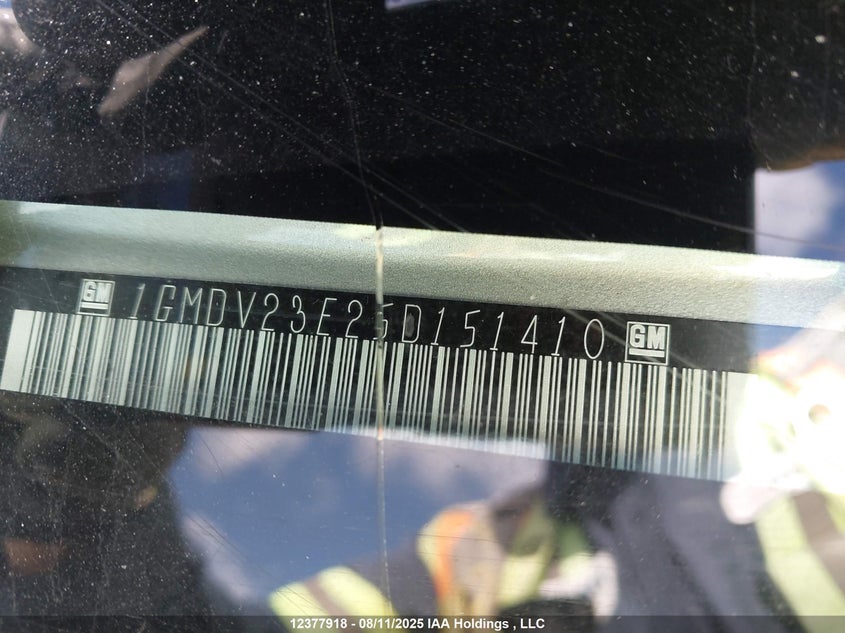 GM 1GMDV23E25D151410 GM
12377918 - 08/11/2025 IAA Holdings , LLC